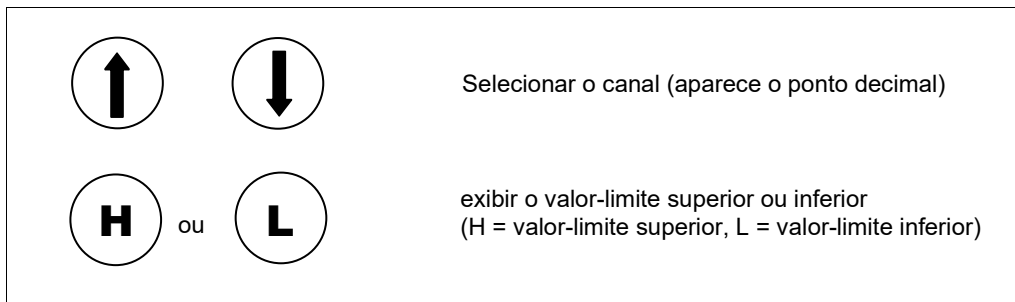 Selecionar o canal (aparece o ponto decimal)
H ou L
exibir o valor-limite superior ou inferior
(H = valor-limite superior, L = valor-limite inferior)